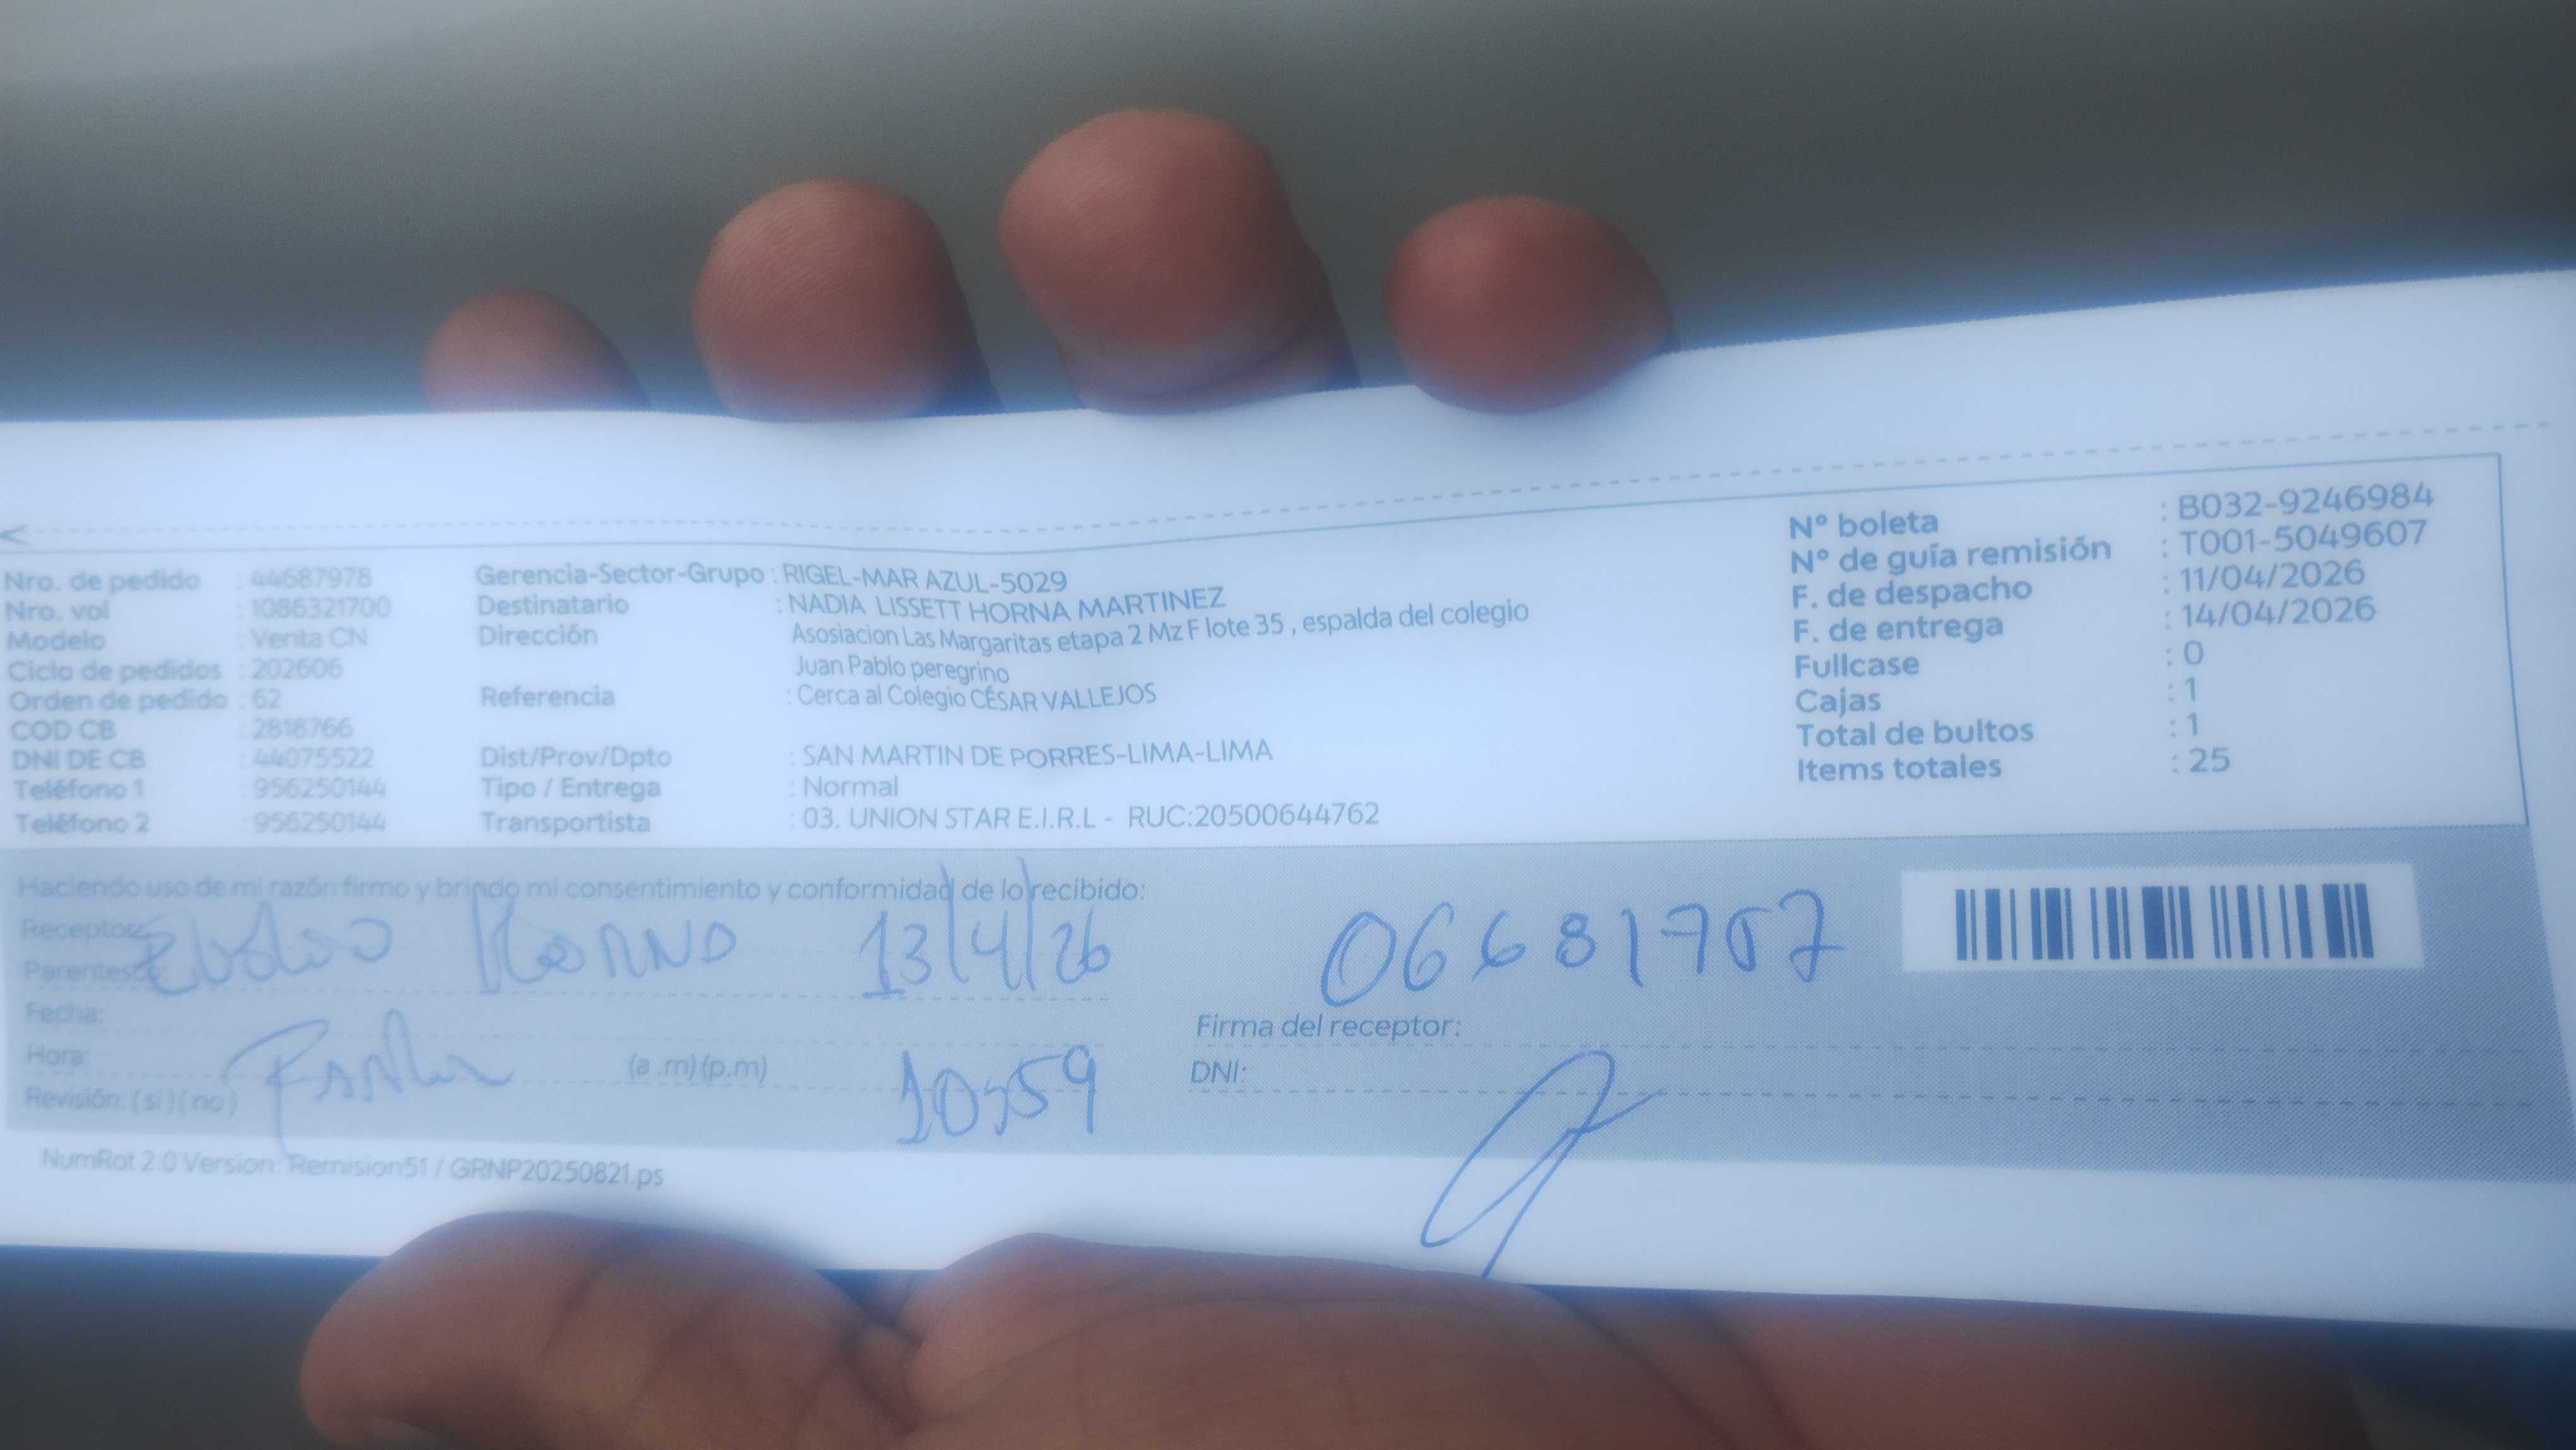 Nro. de pedido : 44687978
Nro. vol : 1086321700
Modelo : Venta CN
Ciclo de pedidos : 202606
Orden de pedido : 62
COD CB : 2818766
DNI DE CB : 44075522
Teléfono 1 : 956250144
Teléfono 2 : 956250144
Gerencia-Sector-Grupo : RIGEL-MAR AZUL-5029
Destinatario : NADIA LISSETT HORNA MARTINEZ
Dirección Asosiacion Las Margaritas etapa 2 Mz F lote 35 , espalda del colegio
Juan Pablo peregrino
Referencia : Cerca al Colegio CÉSAR VALLEJOS
Dist/Prov/Dpto : SAN MARTIN DE PORRES-LIMA-LIMA
Tipo / Entrega : Normal
Transportista : 03. UNION STAR E.I.R.L - RUC:20500644762
N° boleta : B032-9246984
N° de guía remisión : T001-5049607
F. de despacho : 11/04/2026
F. de entrega : 14/04/2026
Fullcase : 0
Cajas : 1
Total de bultos : 1
Items totales : 25
Haciendo uso de mi razón firmo y brindo mi consentimiento y conformidad de lo recibido:
Receptor:
Parentesco: 13/4/26
Fecha:
Hora: (a.m)(p.m) 10:59
Revisión: (si)(no)
06681757
Firma del receptor:
DNI:
NumRot 2.0 Version: Remision51 / GRNP20250821.ps